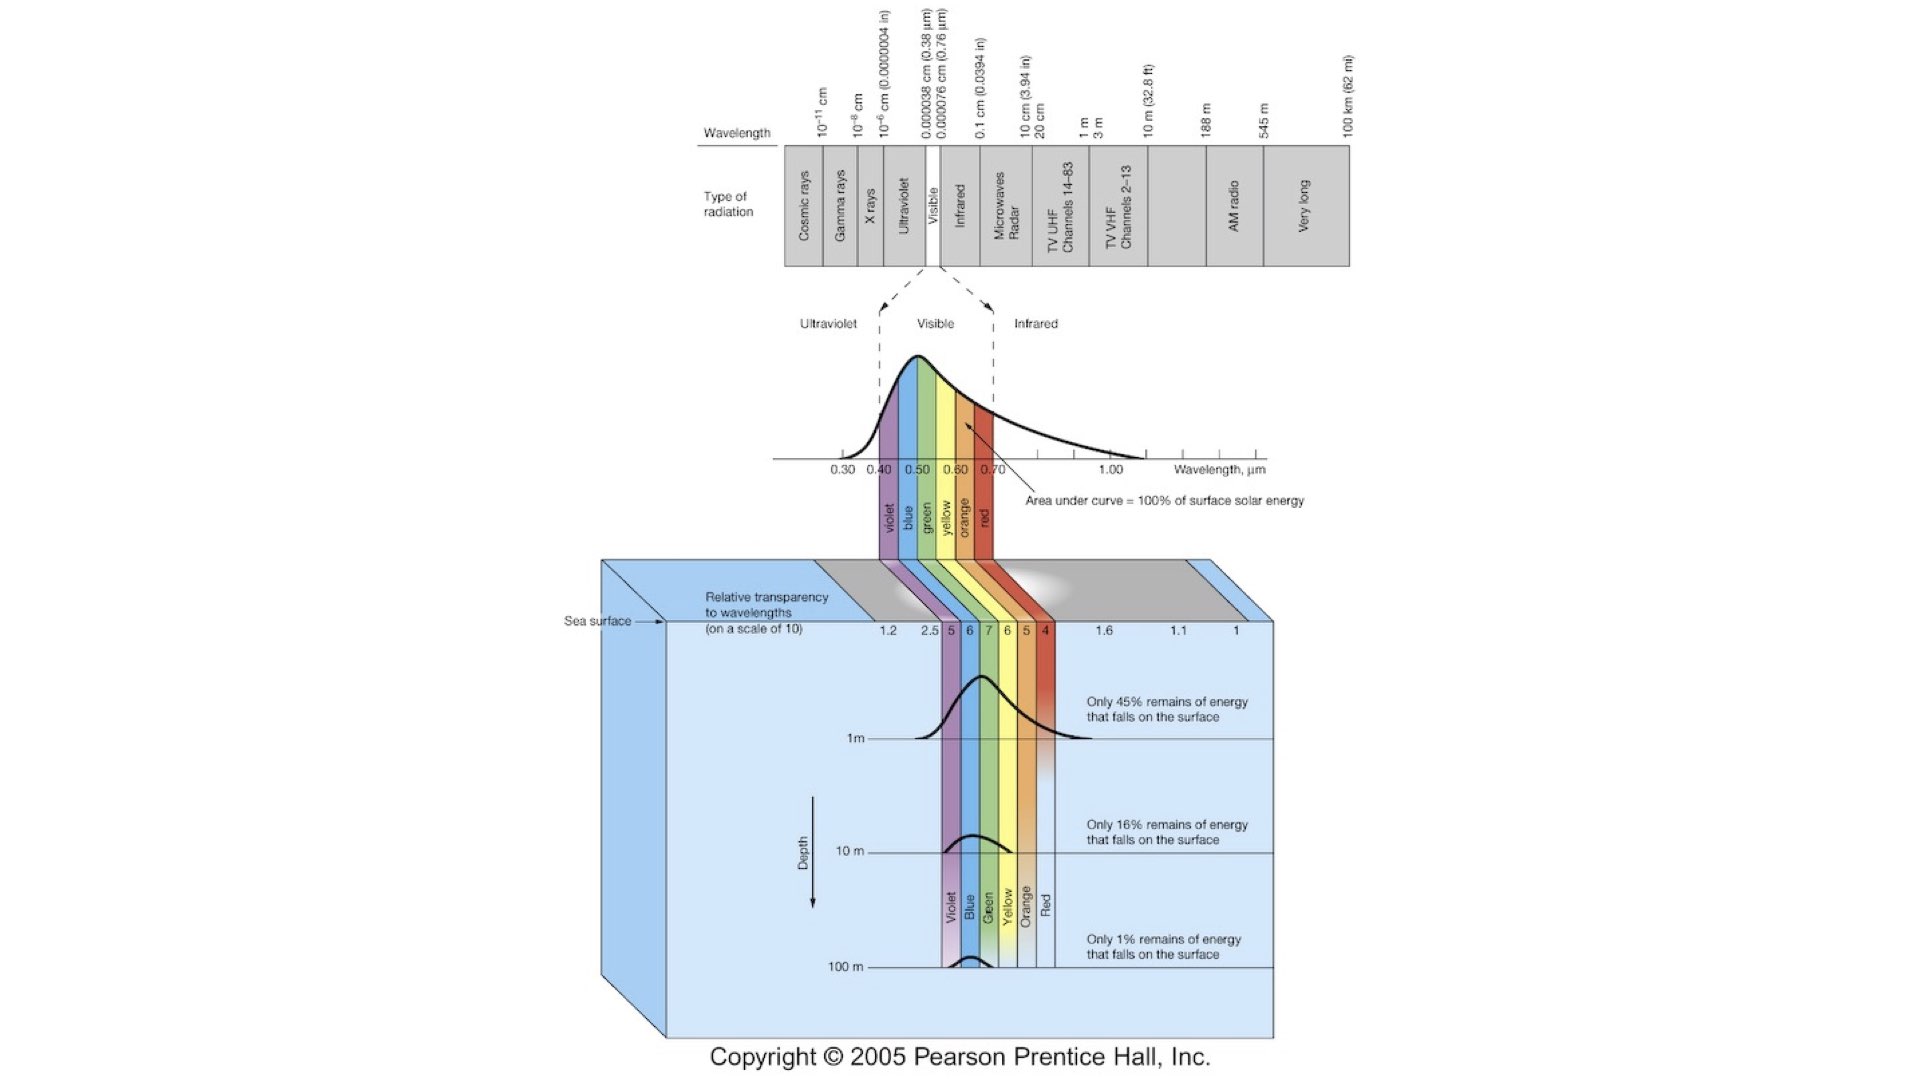 10⁻¹¹ cm
10⁻⁸ cm
10⁻⁶ cm (0.0000004 in)
0.000038 cm (0.38 µm)
0.000076 cm (0.76 µm)
0.1 cm (0.0394 in)
10 cm (3.94 in)
20 cm
1 m
3 m
10 m (32.8 ft)
188 m
545 m
100 km (62 mi)
Wavelength
Type of
radiation
Cosmic rays
Gamma rays
X rays
Ultraviolet
Visible
Infrared
Microwaves
Radar
TV UHF
Channels 14–83
TV VHF
Channels 2–13
AM radio
Very long
Ultraviolet
Visible
Infrared
0.30 0.40 0.50 0.60 0.70 1.00 Wavelength, µm
Area under curve = 100% of surface solar energy
violet
blue
green
yellow
orange
red
Relative transparency
to wavelengths
(on a scale of 10)
Sea surface
1.2 2.5 5 6 7 6 5 4 1.6 1.1 1
Only 45% remains of energy
that falls on the surface
1m
Only 16% remains of energy
that falls on the surface
10 m
Depth
Violet
Blue
Green
Yellow
Orange
Red
Only 1% remains of energy
that falls on the surface
100 m
Copyright © 2005 Pearson Prentice Hall, Inc.